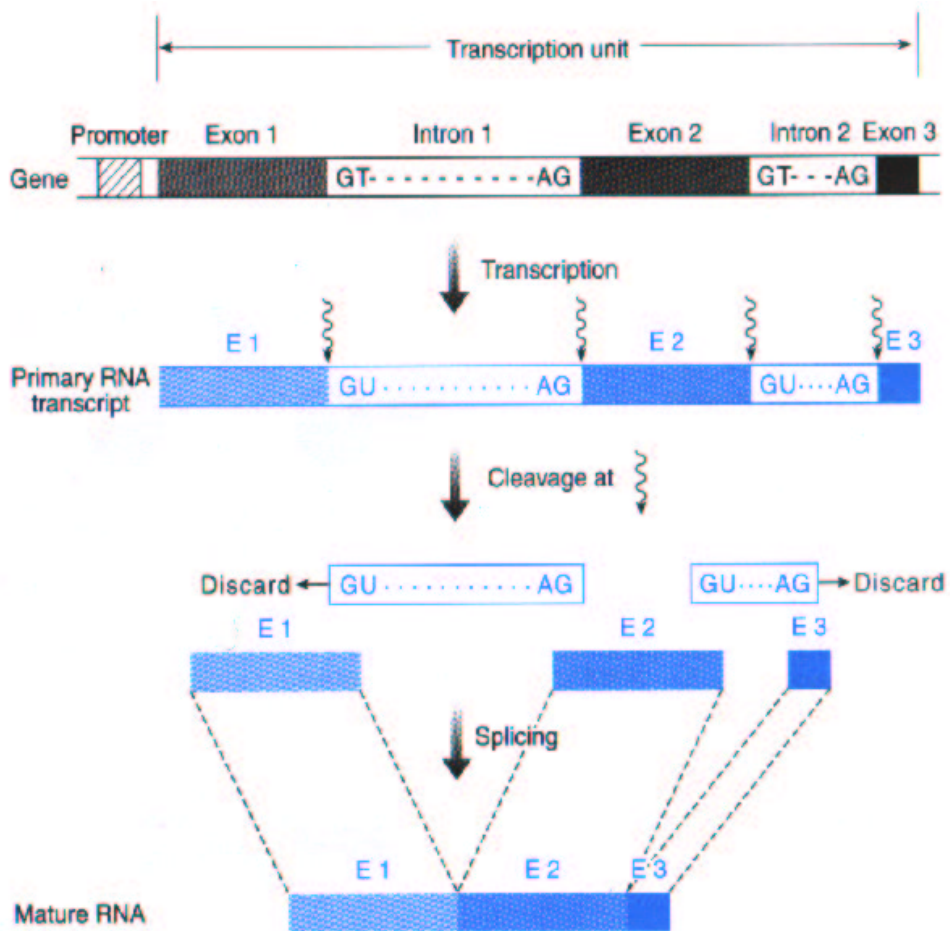 Transcription unit
Promoter Exon 1 Intron 1 Exon 2 Intron 2 Exon 3
Gene GT- - - - - - - - - - -AG GT- - -AG
Transcription
E 1 E 2 E 3
Primary RNA
transcript
GU · · · · · · · · · · · AG GU ···· AG
Cleavage at
Discard GU · · · · · · · · · · · AG GU ···· AG Discard
E 1 E 2 E 3
Splicing
E 1 E 2 E 3
Mature RNA